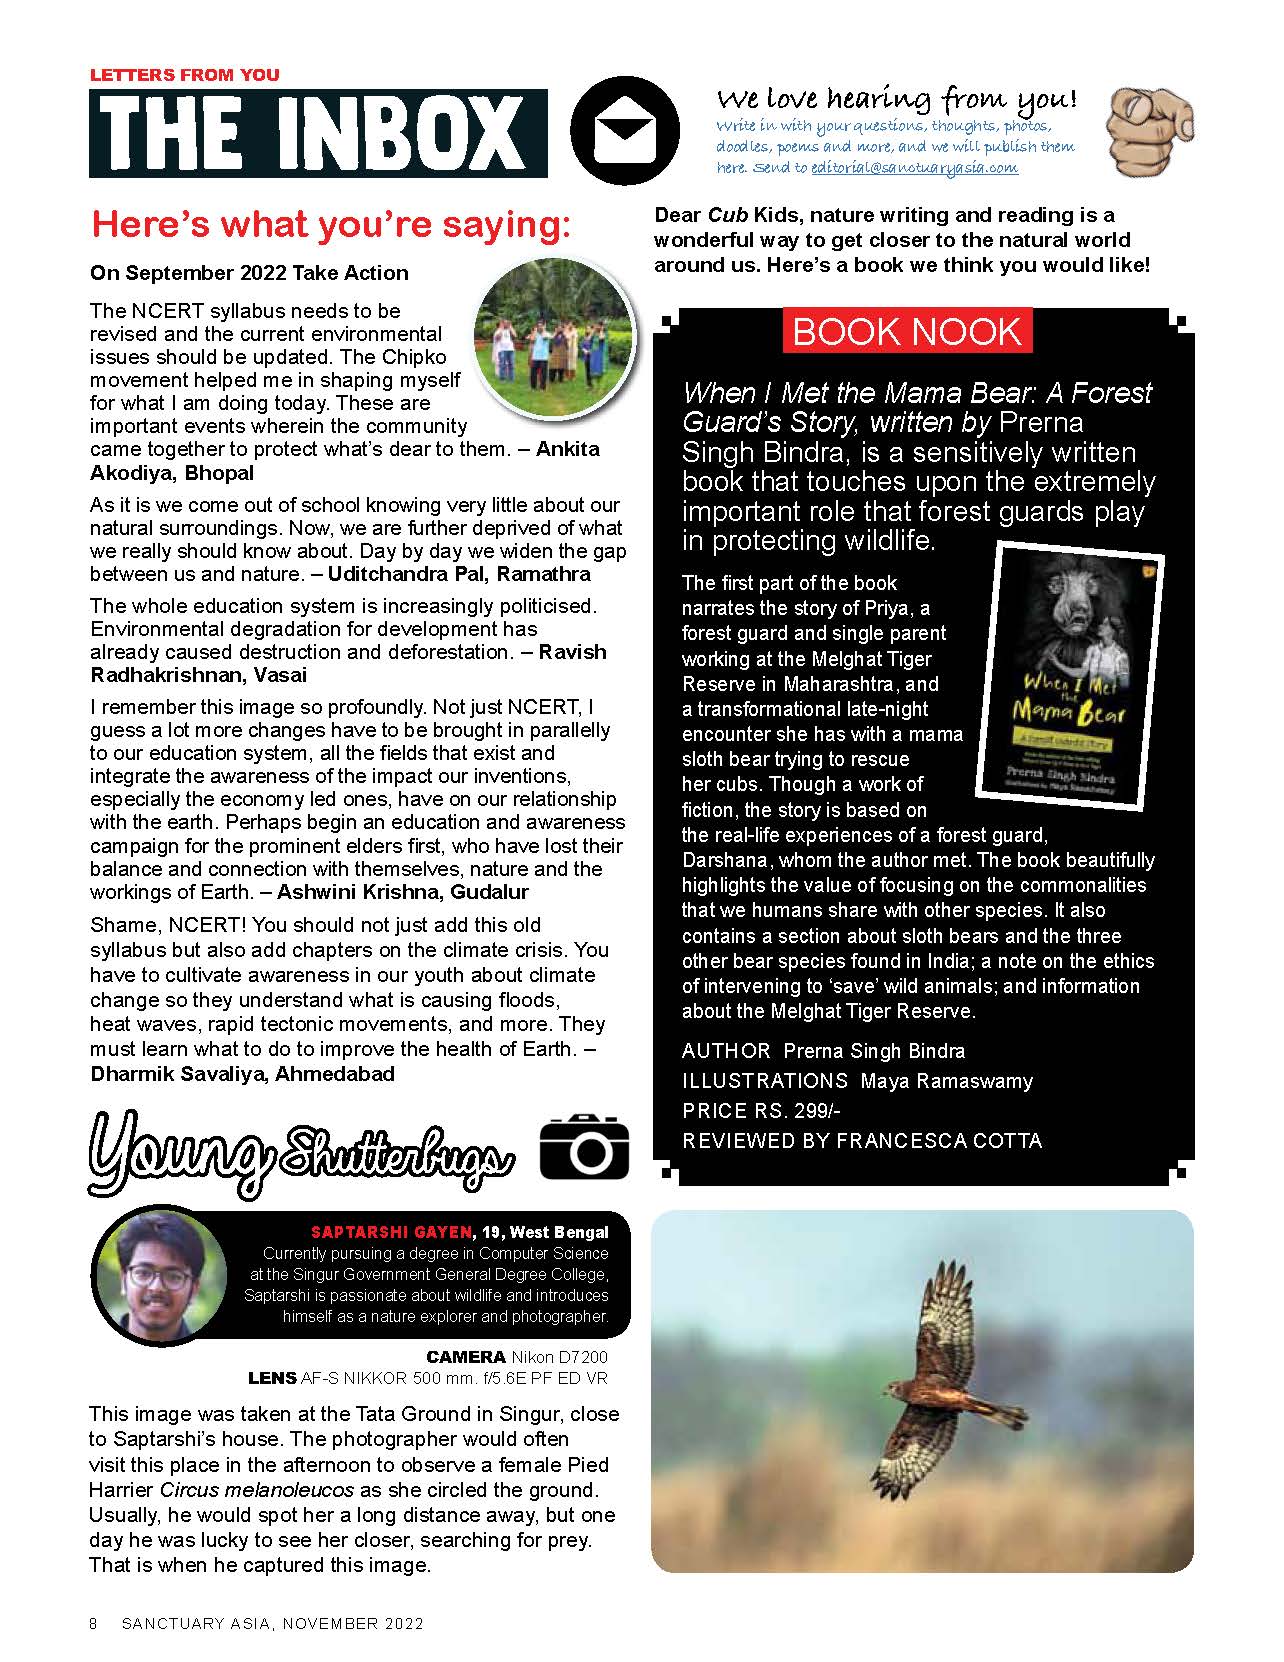 LETTERS FROM YOU
THE INBOX
We love hearing from you!
Write in with your questions, thoughts, photos,
doodles, poems and more, and we will publish them
here. Send to editorial@sanctuaryasia.com
Here's what you're saying:
On September 2022 Take Action
The NCERT syllabus needs to be
revised and the current environmental
issues should be updated. The Chipko
movement helped me in shaping myself
for what I am doing today. These are
important events wherein the community
came together to protect what's dear to them. – Ankita
Akodiya, Bhopal
As it is we come out of school knowing very little about our
natural surroundings. Now, we are further deprived of what
we really should know about. Day by day we widen the gap
between us and nature. – Uditchandra Pal, Ramathra
The whole education system is increasingly politicised.
Environmental degradation for development has
already caused destruction and deforestation. – Ravish
Radhakrishnan, Vasai
I remember this image so profoundly. Not just NCERT, I
guess a lot more changes have to be brought in parallelly
to our education system, all the fields that exist and
integrate the awareness of the impact our inventions,
especially the economy led ones, have on our relationship
with the earth. Perhaps begin an education and awareness
campaign for the prominent elders first, who have lost their
balance and connection with themselves, nature and the
workings of Earth. – Ashwini Krishna, Gudalur
Shame, NCERT! You should not just add this old
syllabus but also add chapters on the climate crisis. You
have to cultivate awareness in our youth about climate
change so they understand what is causing floods,
heat waves, rapid tectonic movements, and more. They
must learn what to do to improve the health of Earth. –
Dharmik Savaliya, Ahmedabad
Dear Cub Kids, nature writing and reading is a
wonderful way to get closer to the natural world
around us. Here's a book we think you would like!
BOOK NOOK
When I Met the Mama Bear: A Forest
Guard's Story, written by Prerna
Singh Bindra, is a sensitively written
book that touches upon the extremely
important role that forest guards play
in protecting wildlife.
The first part of the book
narrates the story of Priya, a
forest guard and single parent
working at the Melghat Tiger
Reserve in Maharashtra, and
a transformational late-night
encounter she has with a mama
sloth bear trying to rescue
her cubs. Though a work of
fiction, the story is based on
the real-life experiences of a forest guard,
Darshana, whom the author met. The book beautifully
highlights the value of focusing on the commonalities
that we humans share with other species. It also
contains a section about sloth bears and the three
other bear species found in India; a note on the ethics
of intervening to 'save' wild animals; and information
about the Melghat Tiger Reserve.
When I Met
the
Mama Bear
A forest guard's story
Prerna Singh Bindra
AUTHOR Prerna Singh Bindra
ILLUSTRATIONS Maya Ramaswamy
PRICE RS. 299/-
REVIEWED BY FRANCESCA COTTA
Young Shutterbugs
SAPTARSHI GAYEN, 19, West Bengal
Currently pursuing a degree in Computer Science
at the Singur Government General Degree College,
Saptarshi is passionate about wildlife and introduces
himself as a nature explorer and photographer.
CAMERA Nikon D7200
LENS AF-S NIKKOR 500 mm. f/5.6E PF ED VR
This image was taken at the Tata Ground in Singur, close
to Saptarshi's house. The photographer would often
visit this place in the afternoon to observe a female Pied
Harrier Circus melanoleucos as she circled the ground.
Usually, he would spot her a long distance away, but one
day he was lucky to see her closer, searching for prey.
That is when he captured this image.
8 SANCTUARY ASIA, NOVEMBER 2022